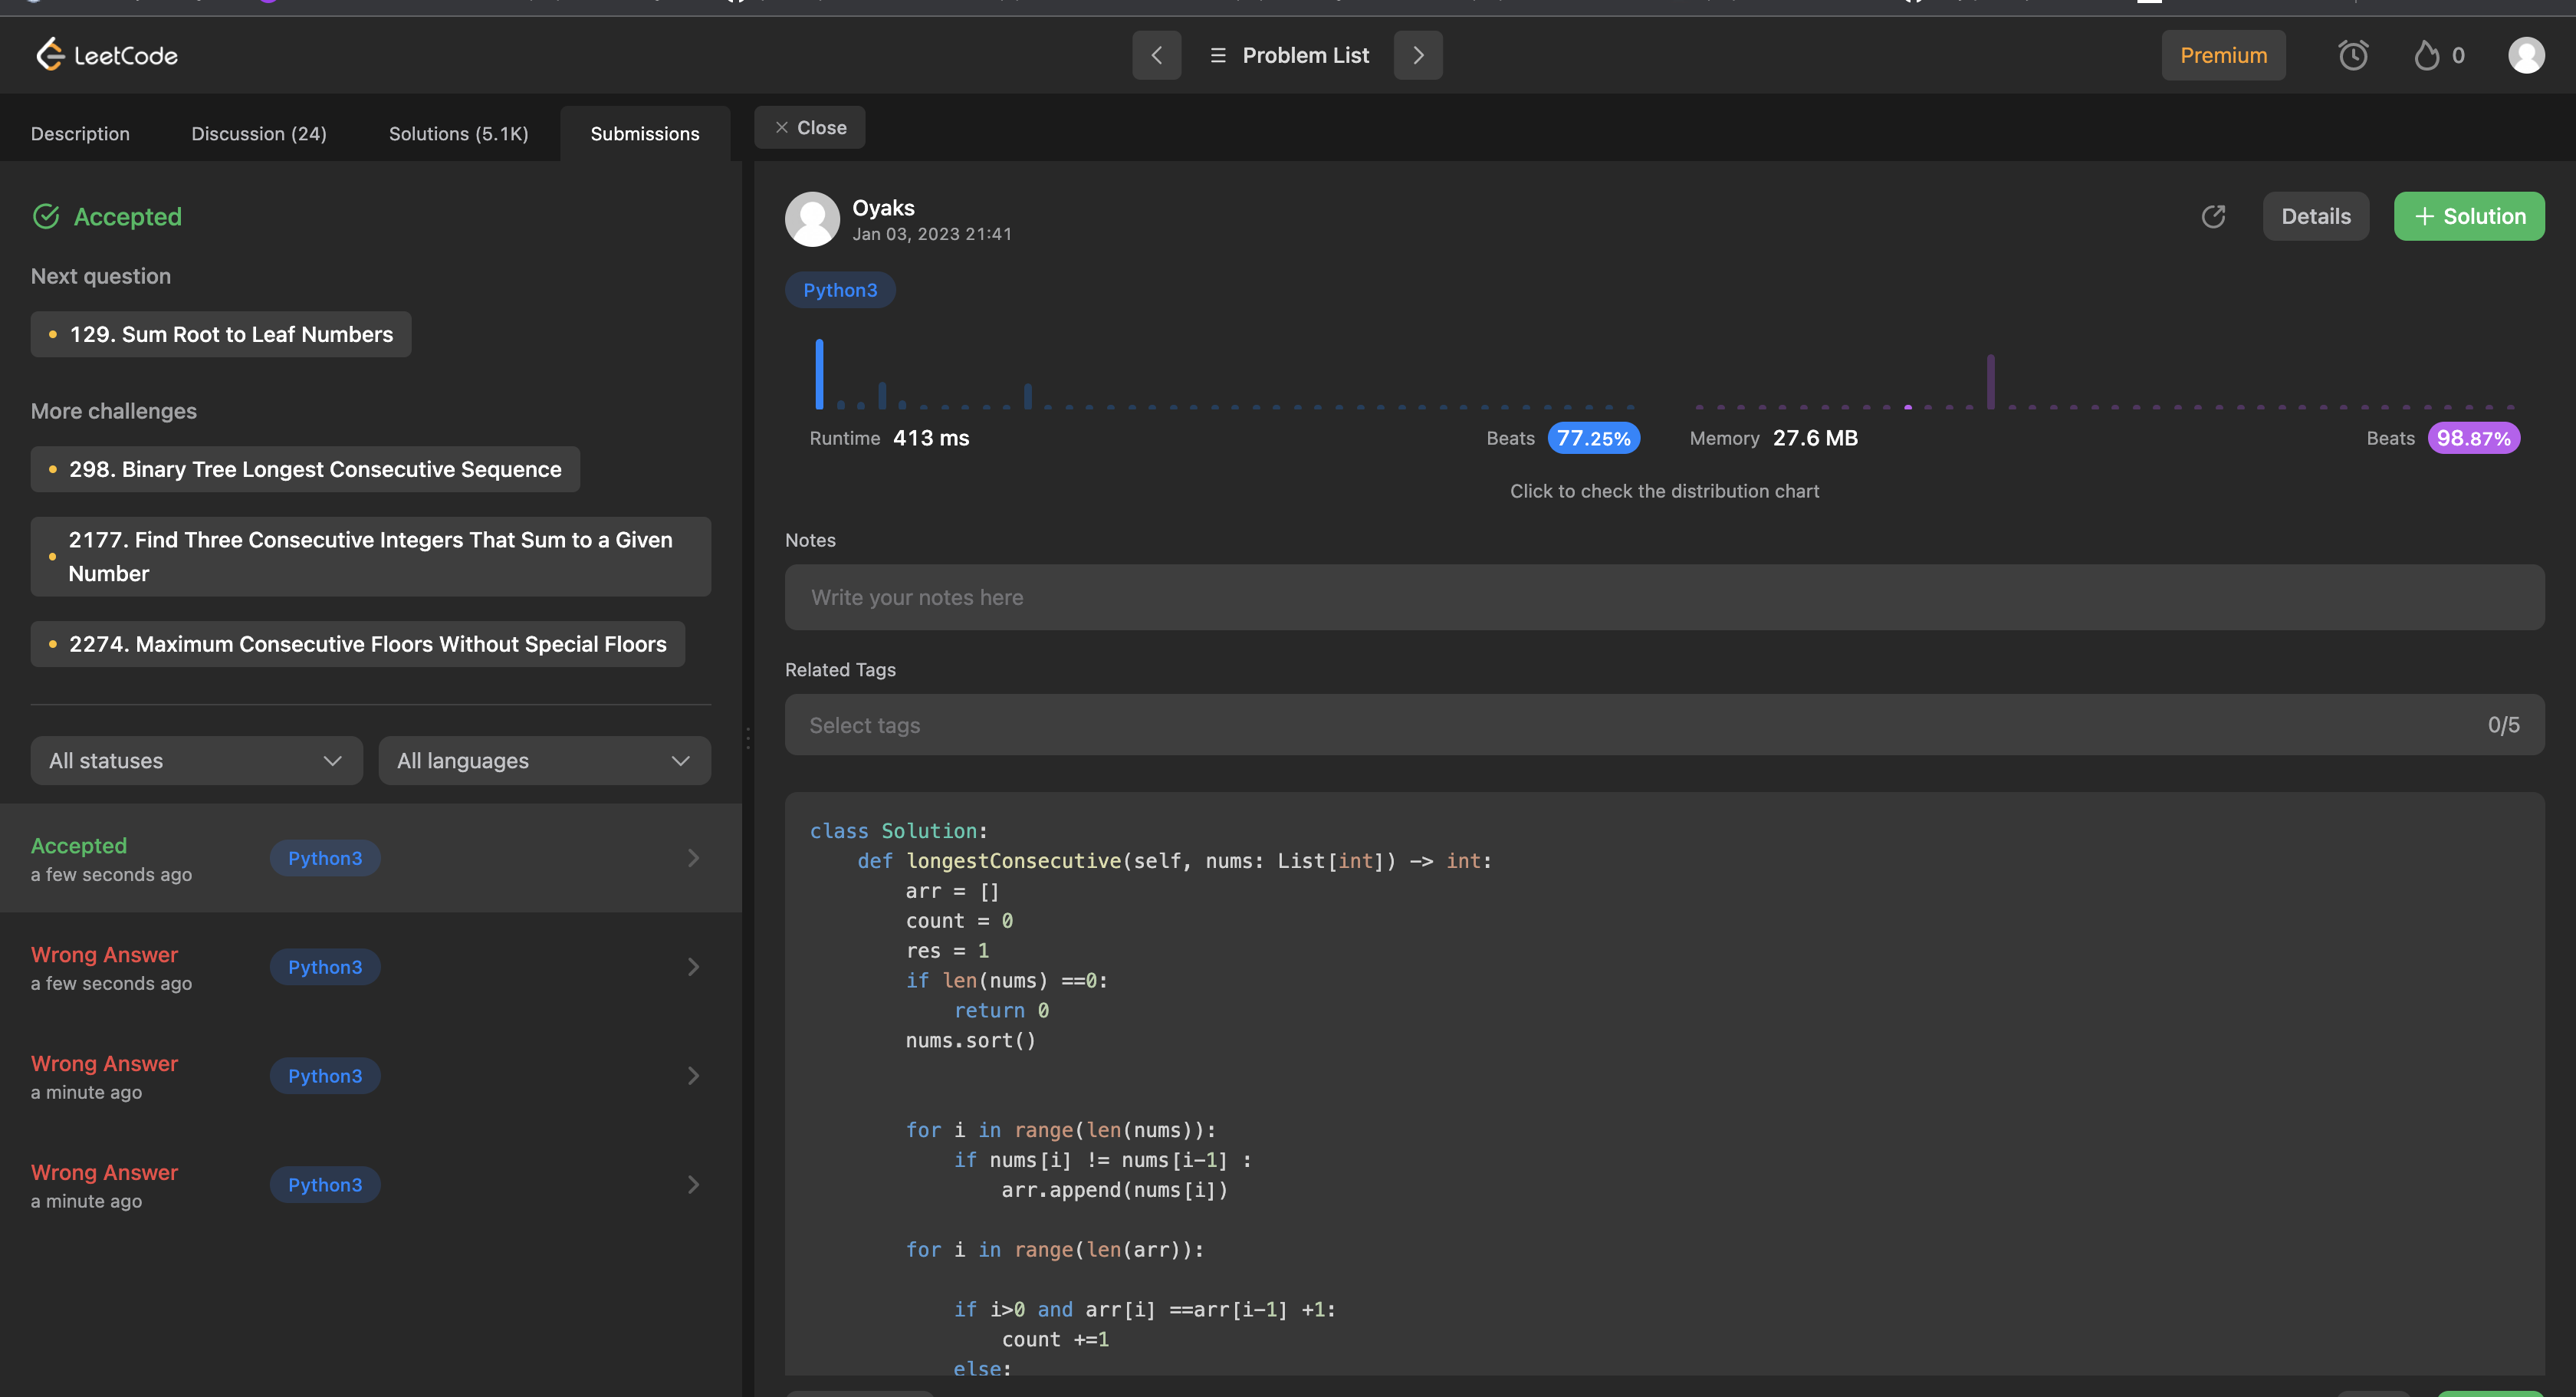 LeetCode
Problem List
Premium
0
Description
Discussion (24)
Solutions (5.1K)
Submissions
Close
Accepted
Next question
129. Sum Root to Leaf Numbers
More challenges
298. Binary Tree Longest Consecutive Sequence
2177. Find Three Consecutive Integers That Sum to a Given
Number
2274. Maximum Consecutive Floors Without Special Floors
All statuses
All languages
Accepted
a few seconds ago
Python3
Wrong Answer
a few seconds ago
Python3
Wrong Answer
a minute ago
Python3
Wrong Answer
a minute ago
Python3
Oyaks
Jan 03, 2023 21:41
Details
+ Solution
Python3
Runtime 413 ms
Beats 77.25%
Memory 27.6 MB
Beats 98.87%
Click to check the distribution chart
Notes
Write your notes here
Related Tags
Select tags
0/5
class Solution:
    def longestConsecutive(self, nums: List[int]) -> int:
        arr = []
        count = 0
        res = 1
        if len(nums) ==0:
            return 0
        nums.sort()
        for i in range(len(nums)):
            if nums[i] != nums[i-1] :
                arr.append(nums[i])
        for i in range(len(arr)):
            if i>0 and arr[i] ==arr[i-1] +1:
                count +=1
            else: